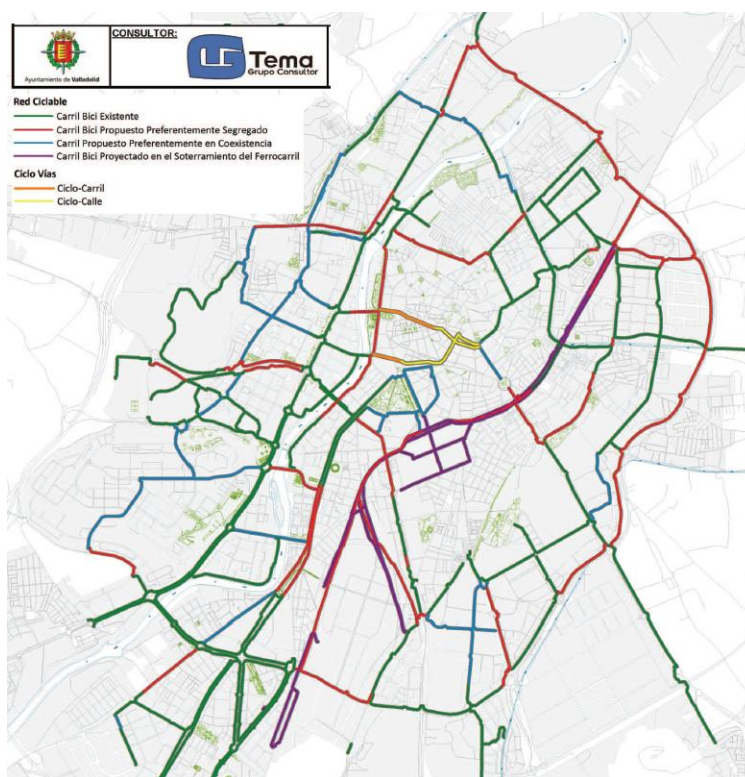 CONSULTOR:
Ayuntamiento de Valladolid
Tema
Grupo Consultor
Red Ciclable
Carril Bici Existente
Carril Bici Propuesto Preferentemente Segregado
Carril Propuesto Preferentemente en Coexistencia
Carril Bici Proyectado en el Soterramiento del Ferrocarril
Ciclo Vías
Ciclo-Carril
Ciclo-Calle